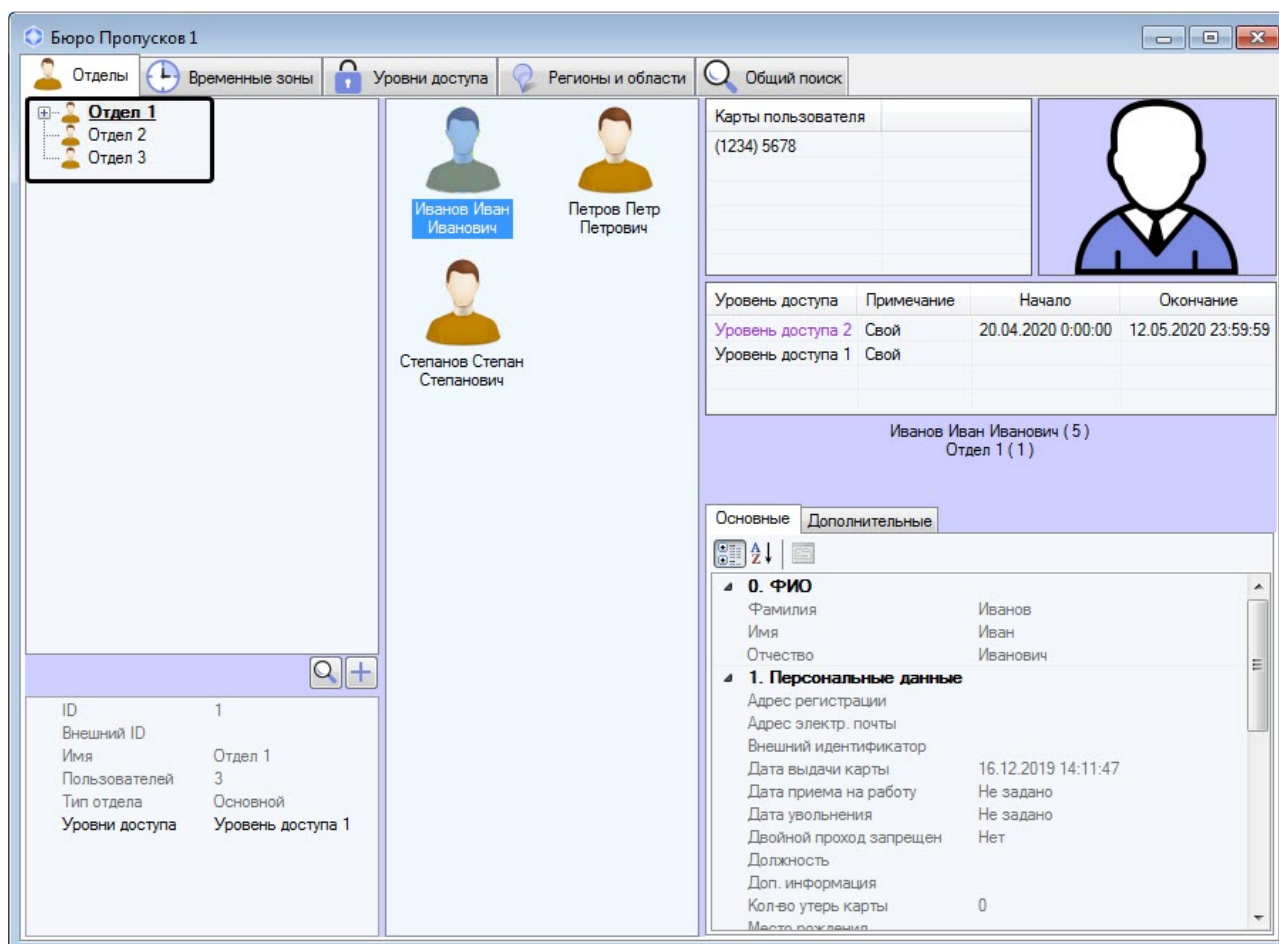 Бюро Пропусков 1
Отделы Временные зоны Уровни доступа Регионы и области Общий поиск
Отдел 1
Отдел 2
Отдел 3
ID 1
Внешний ID
Имя Отдел 1
Пользователей 3
Тип отдела Основной
Уровни доступа Уровень доступа 1
Иванов Иван
Иванович
Петров Петр
Петрович
Степанов Степан
Степанович
Карты пользователя
(1234) 5678
Уровень доступа Примечание Начало Окончание
Уровень доступа 2 Свой 20.04.2020 0:00:00 12.05.2020 23:59:59
Уровень доступа 1 Свой
Иванов Иван Иванович ( 5 )
Отдел 1 ( 1 )
Основные Дополнительные
0. ФИО
Фамилия Иванов
Имя Иван
Отчество Иванович
1. Персональные данные
Адрес регистрации
Адрес электр. почты
Внешний идентификатор
Дата выдачи карты 16.12.2019 14:11:47
Дата приема на работу Не задано
Дата увольнения Не задано
Двойной проход запрещен Нет
Должность
Доп. информация
Кол-во утерь карты 0
Место рождения